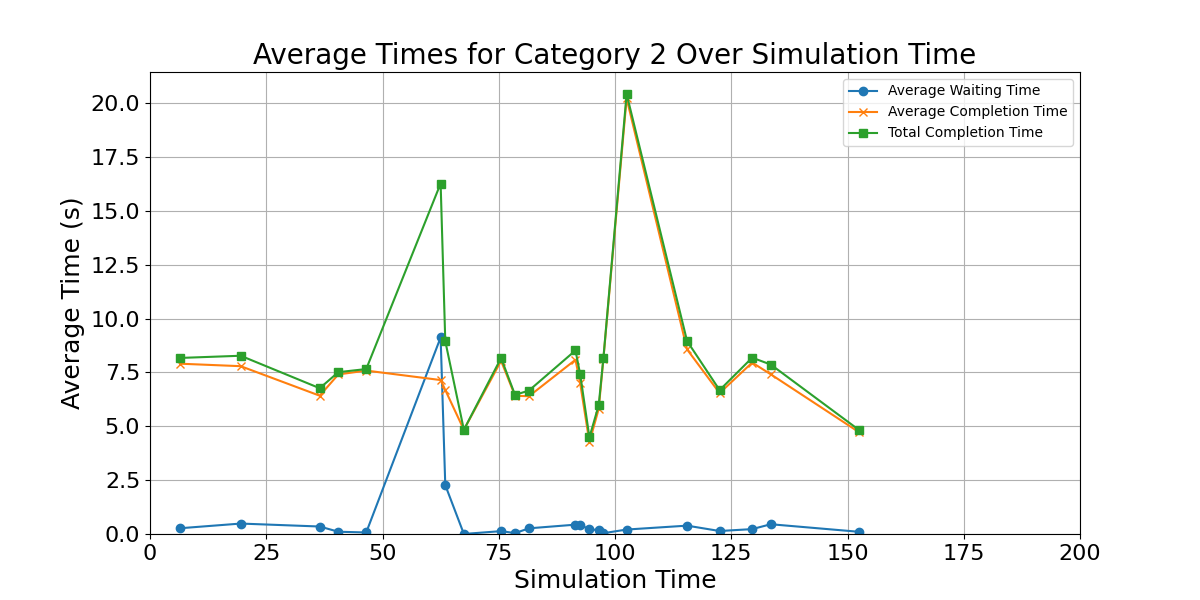 Average Times for Category 2 Over Simulation Time
Average Waiting Time
Average Completion Time
Total Completion Time
Average Time (s)
20.0
17.5
15.0
12.5
10.0
7.5
5.0
2.5
0.0
0 25 50 75 100 125 150 175 200
Simulation Time